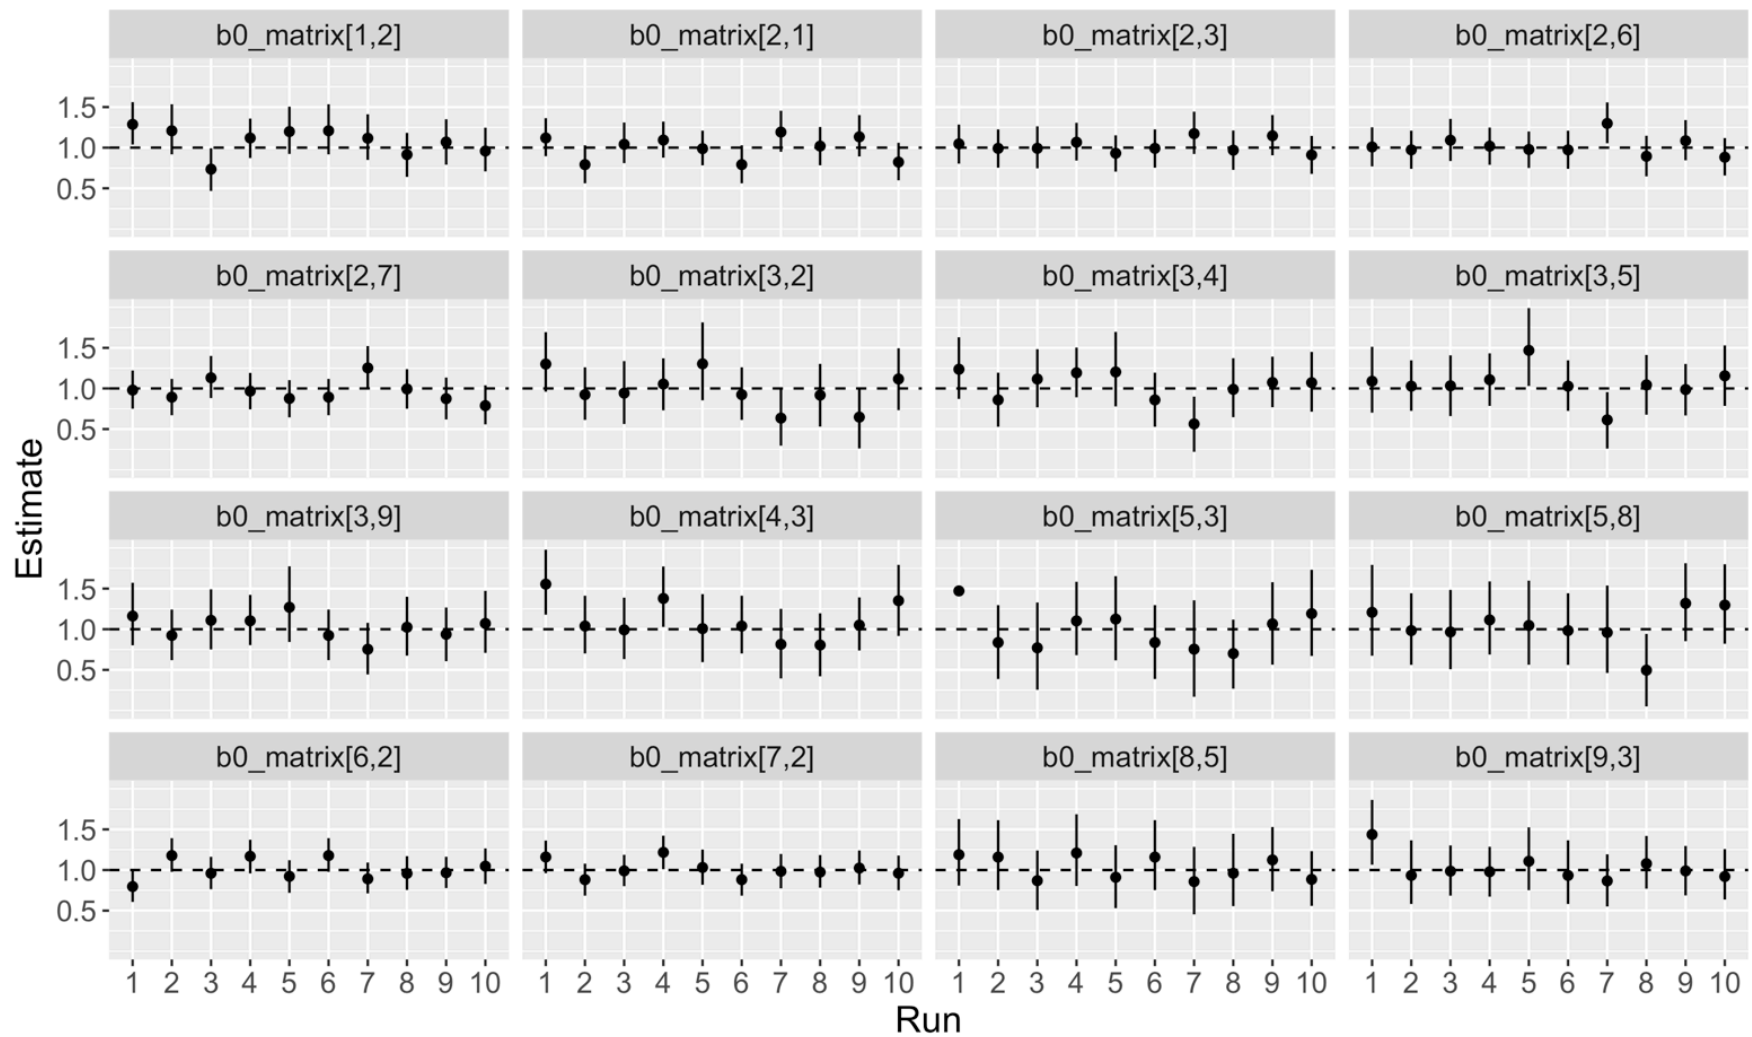 b0_matrix[1,2] b0_matrix[2,1] b0_matrix[2,3] b0_matrix[2,6]
1.5
1.0
0.5
b0_matrix[2,7] b0_matrix[3,2] b0_matrix[3,4] b0_matrix[3,5]
1.5
1.0
0.5
Estimate
b0_matrix[3,9] b0_matrix[4,3] b0_matrix[5,3] b0_matrix[5,8]
1.5
1.0
0.5
b0_matrix[6,2] b0_matrix[7,2] b0_matrix[8,5] b0_matrix[9,3]
1.5
1.0
0.5
1 2 3 4 5 6 7 8 9 10 1 2 3 4 5 6 7 8 9 10 1 2 3 4 5 6 7 8 9 10 1 2 3 4 5 6 7 8 9 10
Run